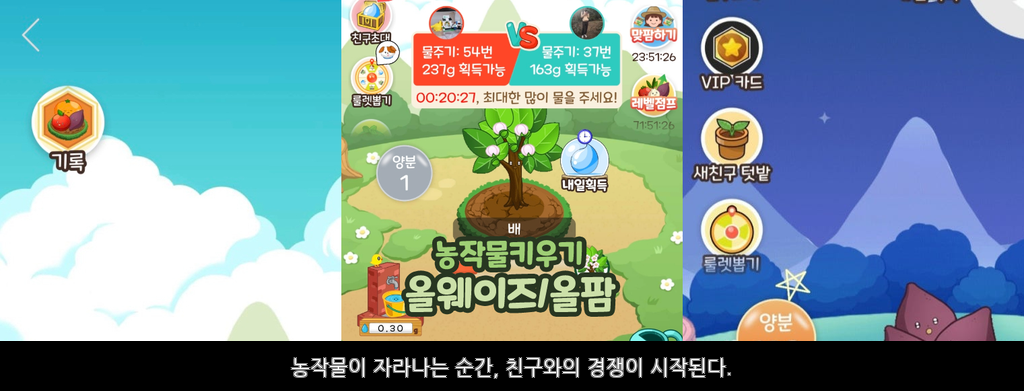 기록
친구초대
룰렛뽑기
VS
물주기: 54번
237g 획득가능
물주기: 37번
163g 획득가능
00:20:27, 최대한 많이 물을 주세요!
맞팜하기
23:51:26
레벨점프
71:51:26
양분
1
내일획득
배
농작물키우기
올웨이즈/올팜
0.30
VIP 카드
새친구 텃밭
룰렛뽑기
양분
농작물이 자라나는 순간, 친구와의 경쟁이 시작된다.